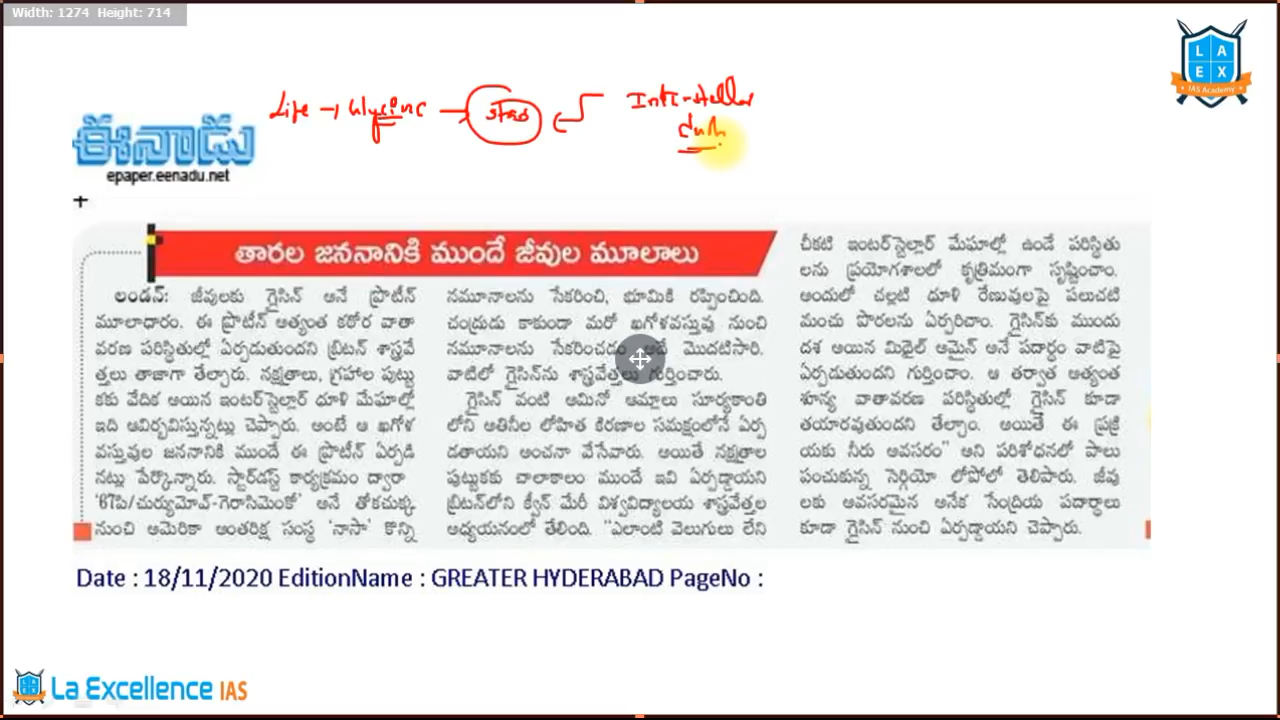 Width: 1274 Height: 714
LA
EX
IAS Academy
Life → Glycine → star Inte-stellar
dust
ఈనాడు
epaper.eenadu.net
తారల జననానికి ముందే జీవుల మూలాలు
లండన్: జీవులకు గ్లైసిన్ అనే ప్రొటీన్
మూలాధారం. ఈ ప్రొటీన్ అత్యంత కఠోర వాతా
వరణ పరిస్థితుల్లో ఏర్పడుతుందని బ్రిటన్ శాస్త్రవే
త్తలు తాజాగా తేల్చారు. నక్షత్రాలు, గ్రహాల పుట్టు
కకు వేదిక అయిన ఇంటర్‌స్టెల్లార్ ధూళి మేఘాల్లో
ఇది ఆవిర్భవిస్తున్నట్లు చెప్పారు. అంటే ఆ ఖగోళ
వస్తువుల జననానికి ముందే ఈ ప్రొటీన్ ఏర్పడి
నట్లు పేర్కొన్నారు. స్టార్‌డస్ట్ కార్యక్రమం ద్వారా
'67పి/చుర్యుమోవ్-గెరాసిమెంకో' అనే తోకచుక్క
నుంచి అమెరికా అంతరిక్ష సంస్థ 'నాసా' కొన్ని
నమూనాలను సేకరించి, భూమికి రప్పించింది.
చంద్రుడు కాకుండా మరో ఖగోళవస్తువు నుంచి
నమూనాలను సేకరించడం అదే మొదటిసారి.
వాటిలో గ్లైసిన్‌ను శాస్త్రవేత్తలు గుర్తించారు.
గ్లైసిన్ వంటి అమినో ఆమ్లాలు సూర్యకాంతి
లోని అతినీల లోహిత కిరణాల సమక్షంలోనే ఏర్ప
డతాయని అంచనా వేసేవారు. అయితే నక్షత్రాల
పుట్టుకకు చాలాకాలం ముందే ఇవి ఏర్పడ్డాయని
బ్రిటన్‌లోని క్వీన్ మేరీ విశ్వవిద్యాలయ శాస్త్రవేత్తల
అధ్యయనంలో తేలింది. "ఎలాంటి వెలుగులు లేని
చీకటి ఇంటర్‌స్టెల్లార్ మేఘాల్లో ఉండే పరిస్థితు
లను ప్రయోగశాలలో కృత్రిమంగా సృష్టించాం.
అందులో చల్లటి ధూళి రేణువులపై పలుచటి
మంచు పొరలను ఏర్పరిచాం. గ్లైసిన్‌కు ముందు
దశ అయిన మిథైల్ అమైన్ అనే పదార్థం వాటిపై
ఏర్పడుతుందని గుర్తించాం. ఆ తర్వాత అత్యంత
శూన్య వాతావరణ పరిస్థితుల్లో గ్లైసిన్ కూడా
తయారవుతుందని తేల్చాం. అయితే ఈ ప్రక్రి
యకు నీరు అవసరం" అని పరిశోధనలో పాలు
పంచుకున్న సెర్గియో లోపోలో తెలిపారు. జీవు
లకు అవసరమైన అనేక సేంద్రియ పదార్థాలు
కూడా గ్లైసిన్ నుంచి ఏర్పడ్డాయని చెప్పారు.
Date : 18/11/2020 EditionName : GREATER HYDERABAD PageNo :
La Excellence IAS